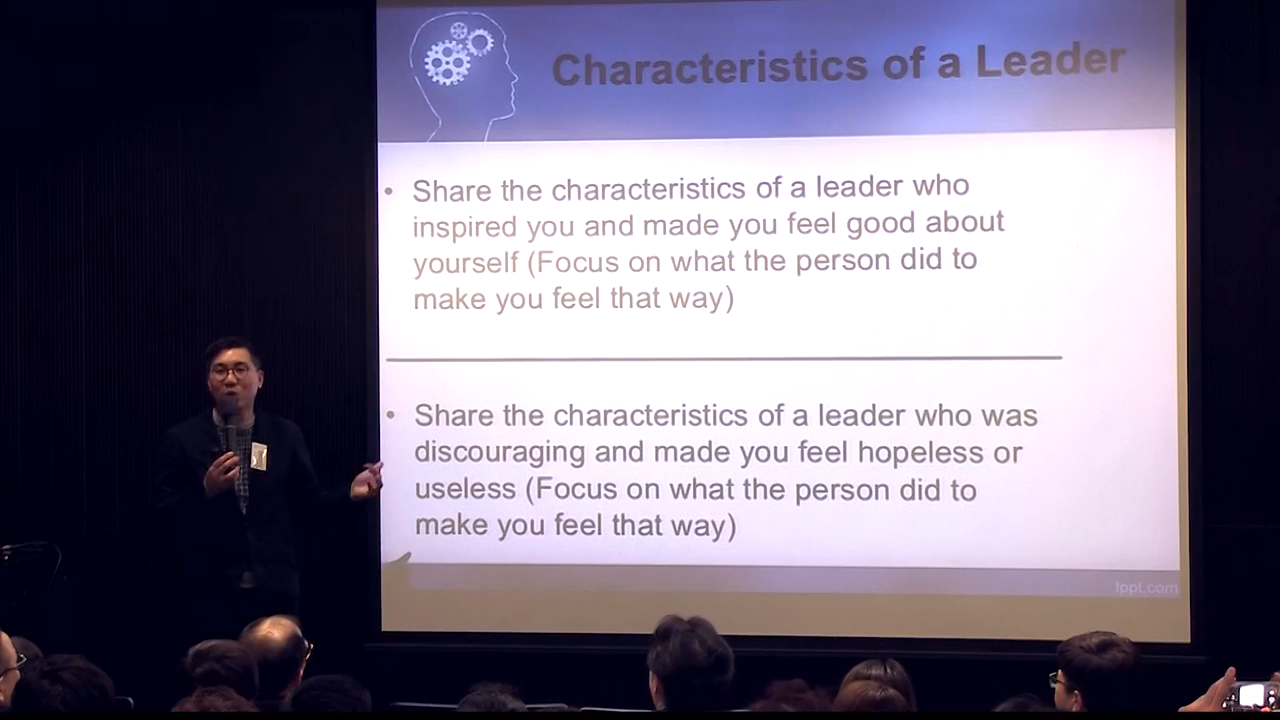 Characteristics of a Leader
• Share the characteristics of a leader who
inspired you and made you feel good about
yourself (Focus on what the person did to
make you feel that way)
• Share the characteristics of a leader who was
discouraging and made you feel hopeless or
useless (Focus on what the person did to
make you feel that way)
fppt.com